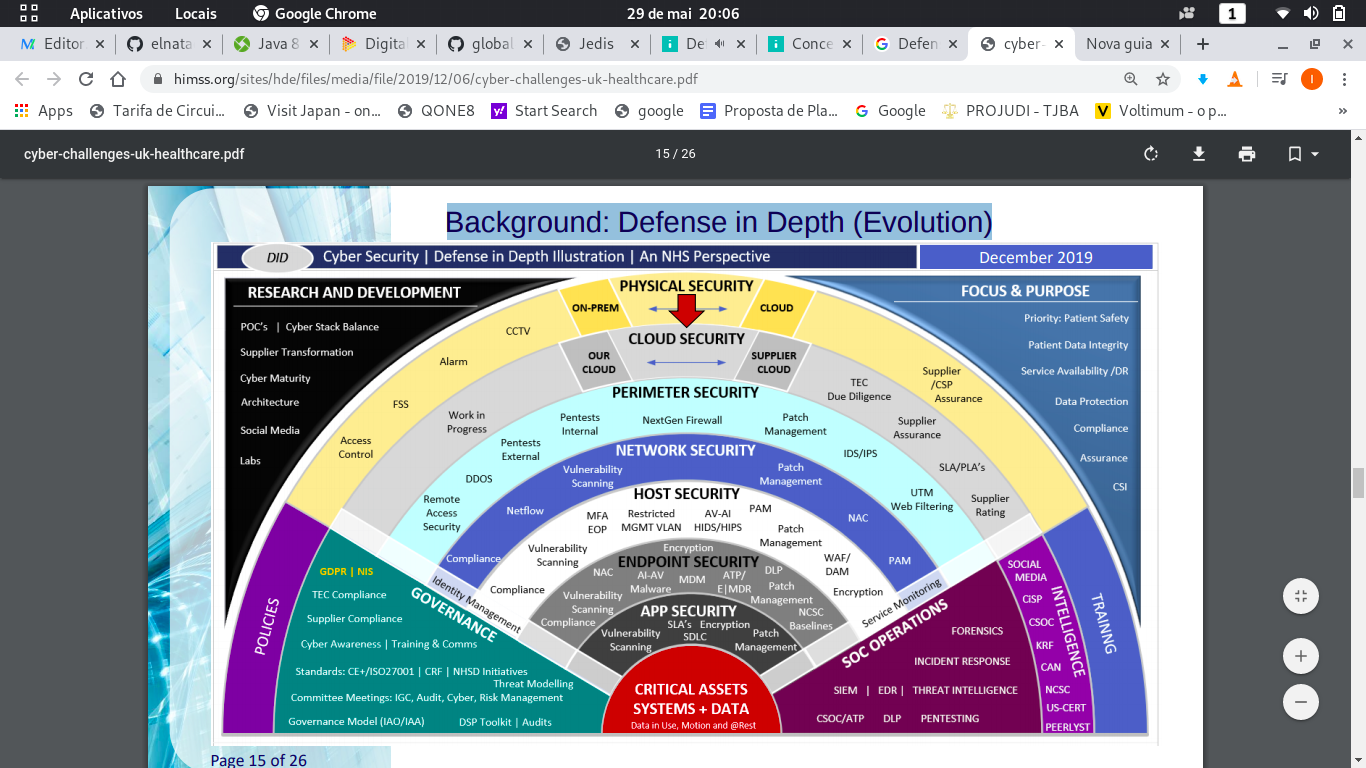 Aplicativos Locais Google Chrome 29 de mai 20:06 1
Editor elnata Java 8 Digita global Jedis De Conce Defen cyber- Nova guia
himss.org/sites/hde/files/media/file/2019/12/06/cyber-challenges-uk-healthcare.pdf I
Apps Tarifa de Circui... Visit Japan - on... QONE8 Start Search google Proposta de Pla... Google PROJUDI - TJBA Voltimum - o p... »
cyber-challenges-uk-healthcare.pdf 15 / 26
Background: Defense in Depth (Evolution)
DID Cyber Security | Defense in Depth Illustration | An NHS Perspective December 2019
RESEARCH AND DEVELOPMENT
POC's | Cyber Stack Balance
Supplier Transformation
Cyber Maturity
Architecture
Social Media
Labs
FOCUS & PURPOSE
Priority: Patient Safety
Patient Data Integrity
Service Availability /DR
Data Protection
Compliance
Assurance
CSI
PHYSICAL SECURITY
ON-PREM
CLOUD
CCTV
Alarm
FSS
Access
Control
Supplier
/CSP
Assurance
CLOUD SECURITY
OUR
CLOUD
SUPPLIER
CLOUD
Work in
Progress
TEC
Due Diligence
Supplier
Assurance
SLA/PLA's
Supplier
Rating
PERIMETER SECURITY
Pentests
Internal
NextGen Firewall
Patch
Management
Pentests
External
IDS/IPS
DDOS
UTM
Web Filtering
Remote
Access
Security
NETWORK SECURITY
Vulnerability
Scanning
Patch
Management
Netflow
NAC
Compliance
PAM
HOST SECURITY
MFA
EOP
Restricted
MGMT VLAN
AV-AI
HIDS/HIPS
PAM
Patch
Management
Vulnerability
Scanning
WAF/
DAM
Compliance
Encryption
Encryption
ENDPOINT SECURITY
NAC
AI-AV
Malware
MDM
ATP/
E|MDR
DLP
Patch
Management
Vulnerability
Scanning
NCSC
Baselines
Compliance
APP SECURITY
SLA's Encryption
SDLC
Vulnerability
Scanning
Patch
Management
CRITICAL ASSETS
SYSTEMS + DATA
Data in Use, Motion and @Rest
Identity Management
Service Monitoring
POLICIES
GOVERNANCE
GDPR | NIS
TEC Compliance
Supplier Compliance
Cyber Awareness | Training & Comms
Standards: CE+/ISO27001 | CRF | NHSD Initiatives
Threat Modelling
Committee Meetings: IGC, Audit, Cyber, Risk Management
Governance Model (IAO/IAA) DSP Toolkit | Audits
SOC OPERATIONS
FORENSICS
INCIDENT RESPONSE
SIEM | EDR | THREAT INTELLIGENCE
CSOC/ATP DLP PENTESTING
INTELLIGENCE
SOCIAL
MEDIA
CISP
CSOC
KRF
CAN
NCSC
US-CERT
PEERLYST
TRAINING
Page 15 of 26